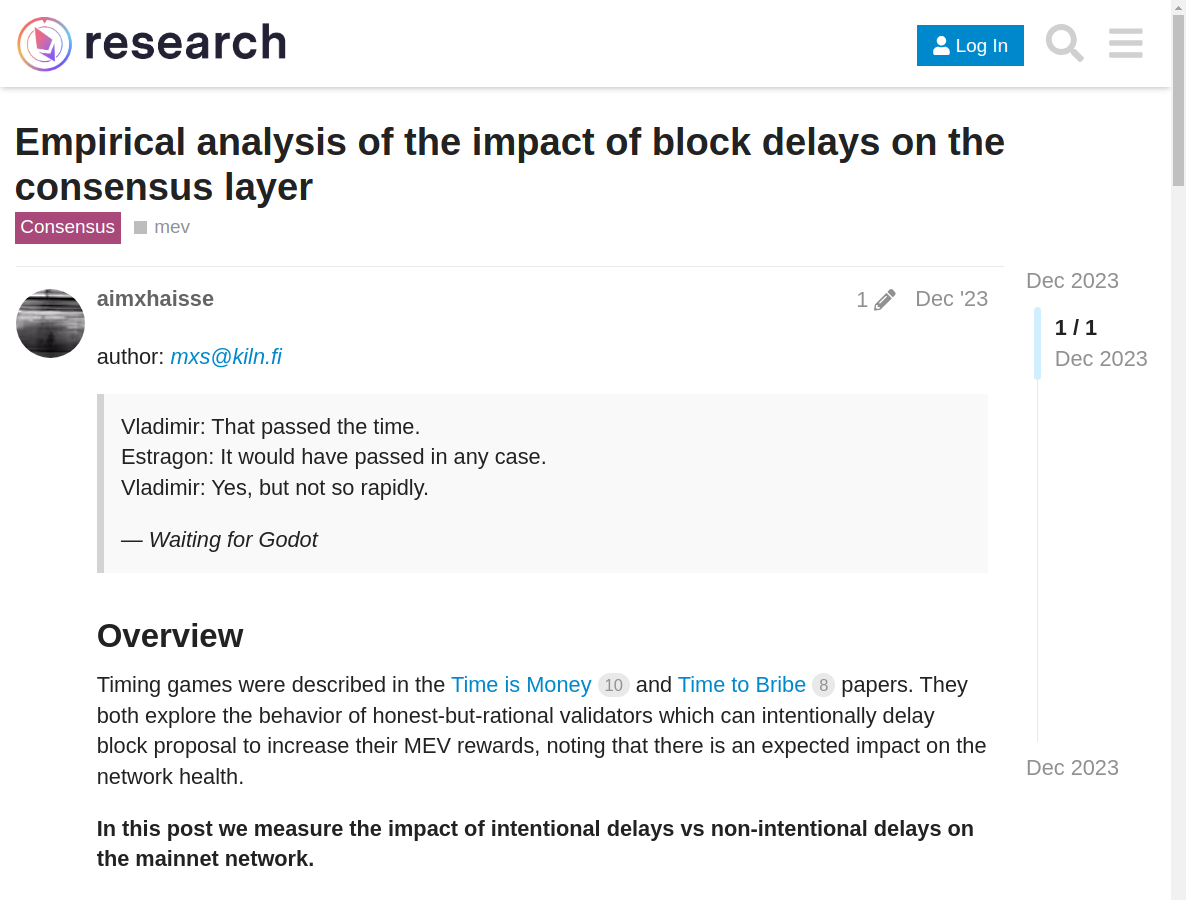 research
Log In
Empirical analysis of the impact of block delays on the
consensus layer
Consensus mev
aimxhaisse
1
Dec '23
author: mxs@kiln.fi
Vladimir: That passed the time.
Estragon: It would have passed in any case.
Vladimir: Yes, but not so rapidly.
— Waiting for Godot
Overview
Timing games were described in the Time is Money 10 and Time to Bribe 8 papers. They
both explore the behavior of honest-but-rational validators which can intentionally delay
block proposal to increase their MEV rewards, noting that there is an expected impact on the
network health.
In this post we measure the impact of intentional delays vs non-intentional delays on
the mainnet network.
Dec 2023
1 / 1
Dec 2023
Dec 2023